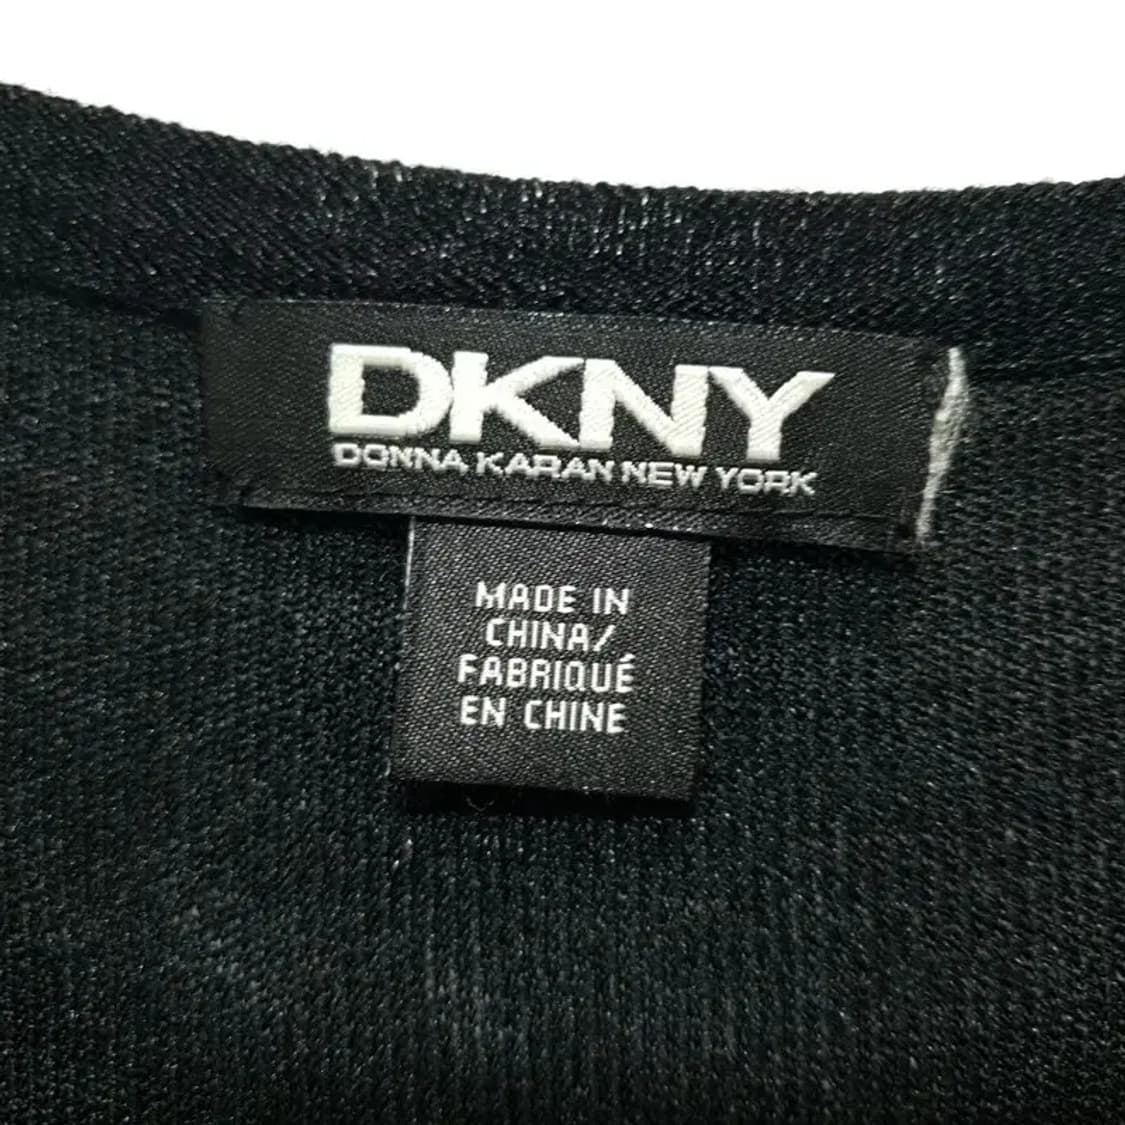 DKNY
DONNA KARAN NEW YORK
MADE IN
CHINA/
FABRIQUÉ
EN CHINE